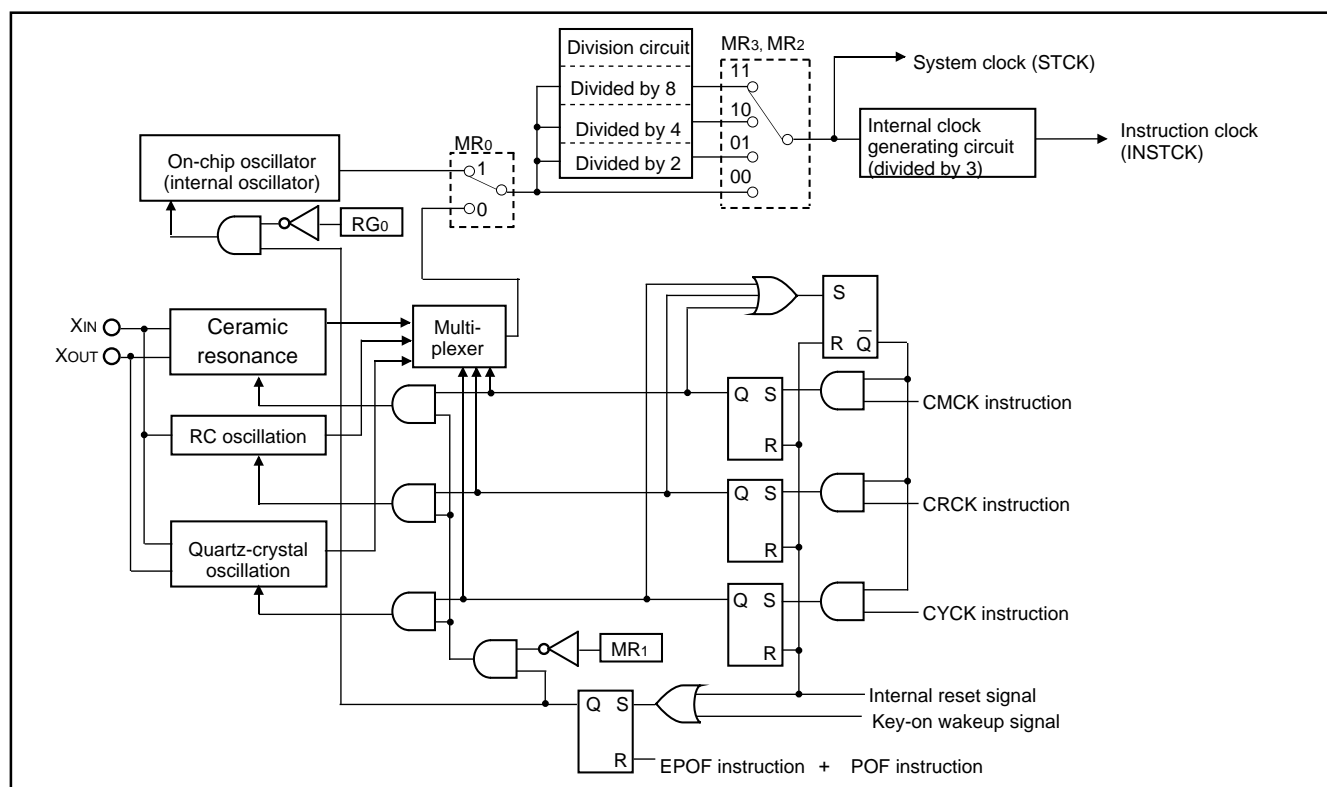 Division circuit
Divided by 8
Divided by 4
Divided by 2
MR3, MR2
11
10
01
00
System clock (STCK)
Internal clock
generating circuit
(divided by 3)
Instruction clock
(INSTCK)
On-chip oscillator
(internal oscillator)
MR0
1
0
RG0
XIN
XOUT
Ceramic
resonance
Multi-
plexer
RC oscillation
Quartz-crystal
oscillation
S
R Q
Q S
R
CMCK instruction
Q S
R
CRCK instruction
Q S
R
CYCK instruction
MR1
Q S
R
Internal reset signal
Key-on wakeup signal
EPOF instruction + POF instruction